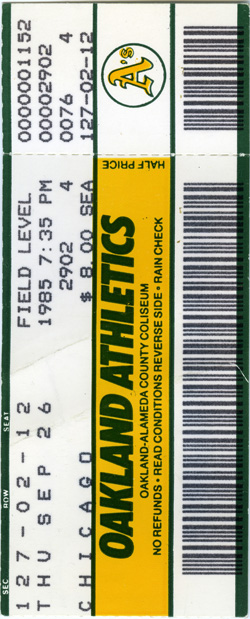 SEC ROW SEAT
127-02-12 FIELD LEVEL 0000001152
THU SEP 26 1985 7:35 PM 00002902
2902 4 0076 4
CHICAGO $ 8.00 SEA 127-02-12
HALF PRICE
A's
OAKLAND ATHLETICS
OAKLAND-ALAMEDA COUNTY COLISEUM
NO REFUNDS • READ CONDITIONS REVERSE SIDE • RAIN CHECK